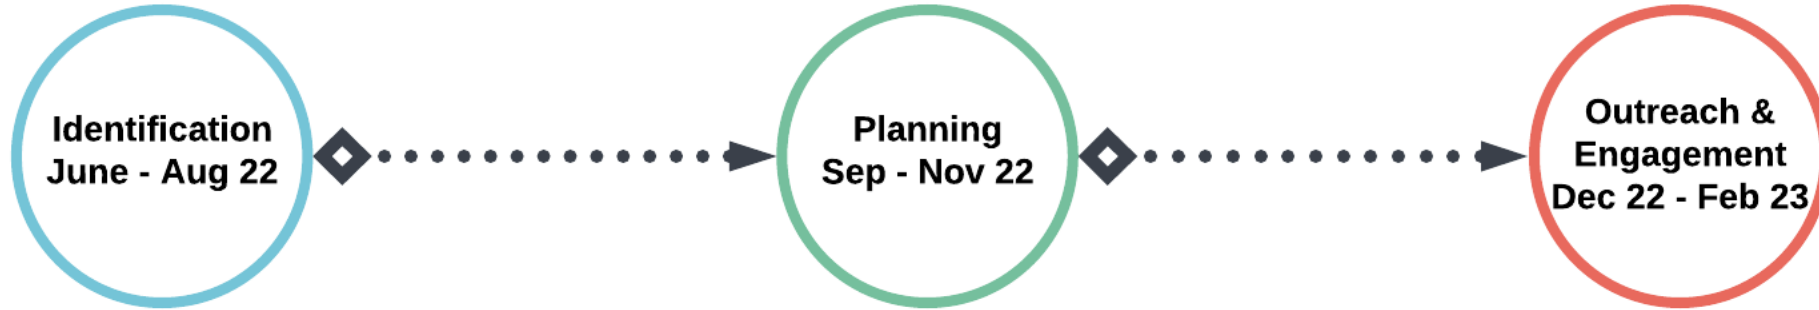 Identification
June - Aug 22
Planning
Sep - Nov 22
Outreach &
Engagement
Dec 22 - Feb 23